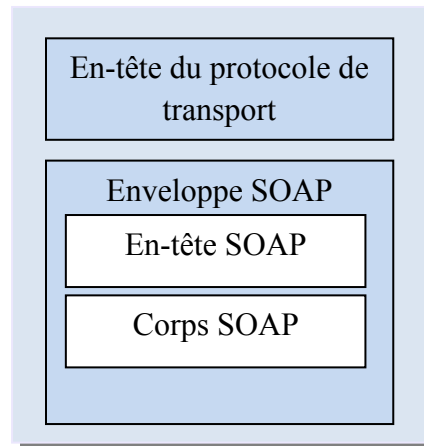 En-tête du protocole de
transport
Enveloppe SOAP
En-tête SOAP
Corps SOAP